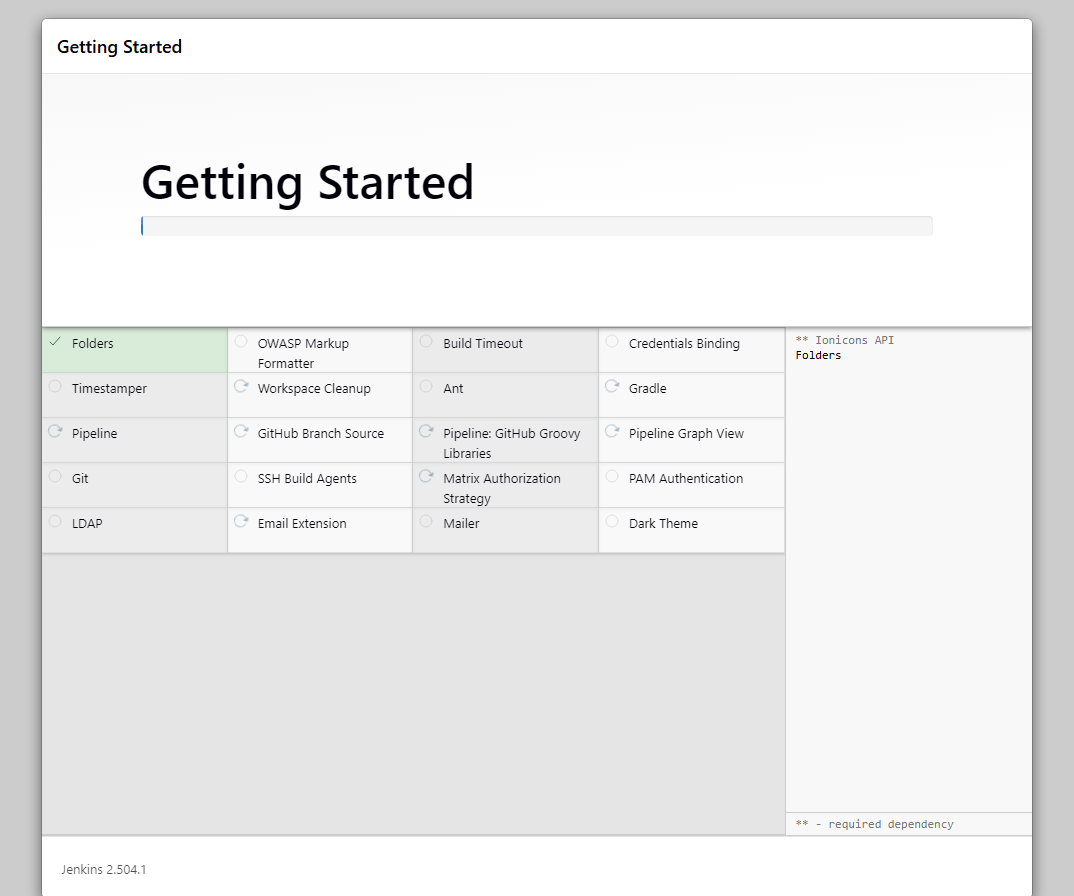 Getting Started
Getting Started
Folders
OWASP Markup
Formatter
Build Timeout
Credentials Binding
Timestamper
Workspace Cleanup
Ant
Gradle
Pipeline
GitHub Branch Source
Pipeline: GitHub Groovy
Libraries
Pipeline Graph View
Git
SSH Build Agents
Matrix Authorization
Strategy
PAM Authentication
LDAP
Email Extension
Mailer
Dark Theme
** Ionicons API
Folders
** - required dependency
Jenkins 2.504.1